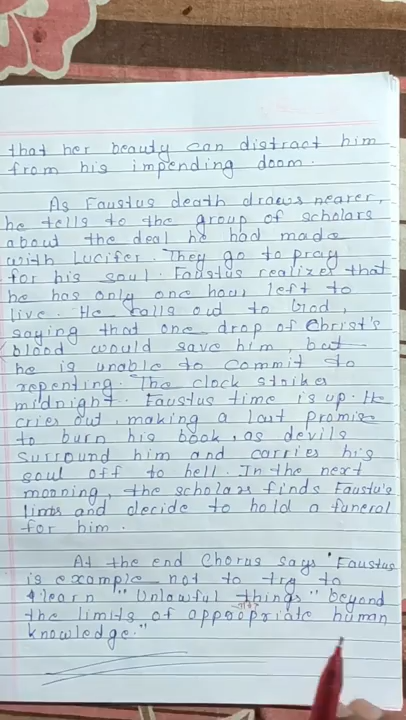 that her beauty can distract him
from his impending doom.
As Faustus death draws nearer,
he tells to the group of scholars
about the deal he had made
with Lucifer. They go to pray
for his soul. Faustus realizes that
he has only one hour left to
live. He calls out to God,
saying that one drop of Christ's
blood would save him, but
he is unable to commit to
repenting. The clock strikes
midnight. Faustus time is up. He
cries out, making a last promise
to burn his book, as devils
surround him and carries his
soul off to hell. In the next
morning, the scholars finds Faustu's
limbs and decide to hold a funeral
for him.
At the end Chorus says "Faustus
is example not to try to
learn "Unlawful things" beyond
the limits of appropriate human
knowledge."